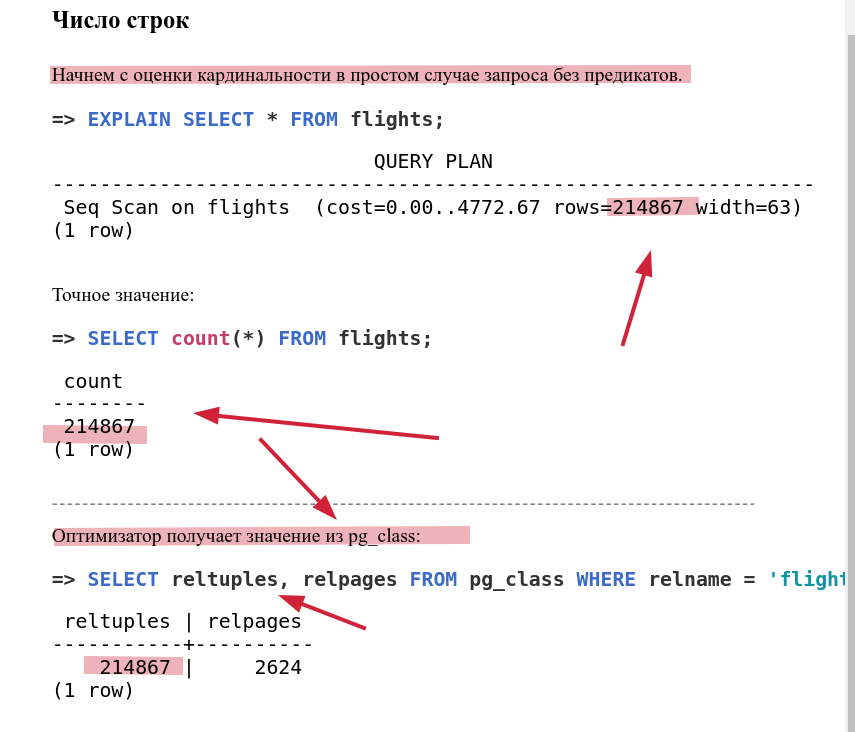 Число строк
Начнем с оценки кардинальности в простом случае запроса без предикатов.
=> EXPLAIN SELECT * FROM flights;
QUERY PLAN
----------------------------------------------------------------
Seq Scan on flights  (cost=0.00..4772.67 rows=214867 width=63)
(1 row)
Точное значение:
=> SELECT count(*) FROM flights;
count
--------
214867
(1 row)
Оптимизатор получает значение из pg_class:
=> SELECT reltuples, relpages FROM pg_class WHERE relname = 'flight
reltuples | relpages
-----------+----------
214867 |     2624
(1 row)